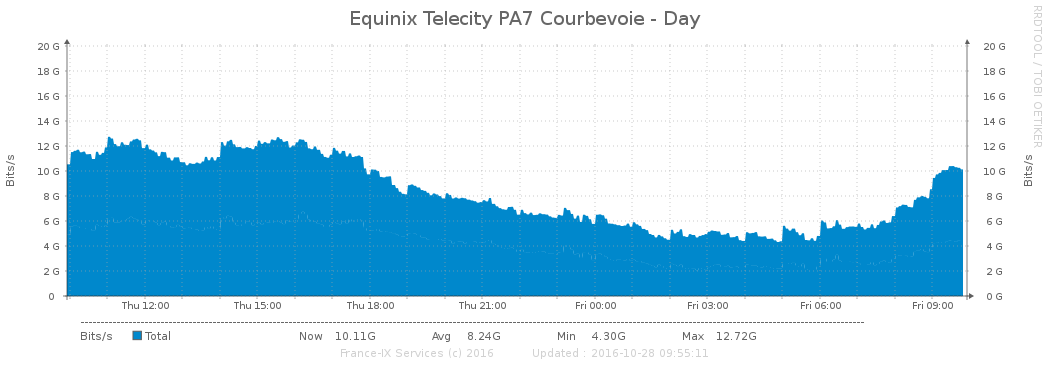 Equinix Telecity PA7 Courbevoie - Day
RRDTOOL / TOBI OETIKER
Bits/s
20 G
18 G
16 G
14 G
12 G
10 G
8 G
6 G
4 G
2 G
0
20 G
18 G
16 G
14 G
12 G
10 G
8 G
6 G
4 G
2 G
0 G
Bits/s
Thu 12:00 Thu 15:00 Thu 18:00 Thu 21:00 Fri 00:00 Fri 03:00 Fri 06:00 Fri 09:00
Bits/s Total Now 10.11G Avg 8.24G Min 4.30G Max 12.72G
France-IX Services (c) 2016 Updated : 2016-10-28 09:55:11